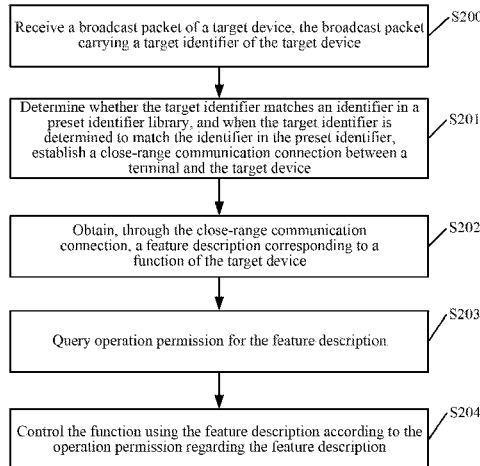 S200
Receive a broadcast packet of a target device, the broadcast packet
carrying a target identifier of the target device
S201
Determine whether the target identifier matches an identifier in a
preset identifier library, and when the target identifier is
determined to match the identifier in the preset identifier,
establish a close-range communication connection between a
terminal and the target device
S202
Obtain, through the close-range communication
connection, a feature description corresponding to a
function of the target device
S203
Query operation permission for the feature description
S204
Control the function using the feature description according to the
operation permission regarding the feature description